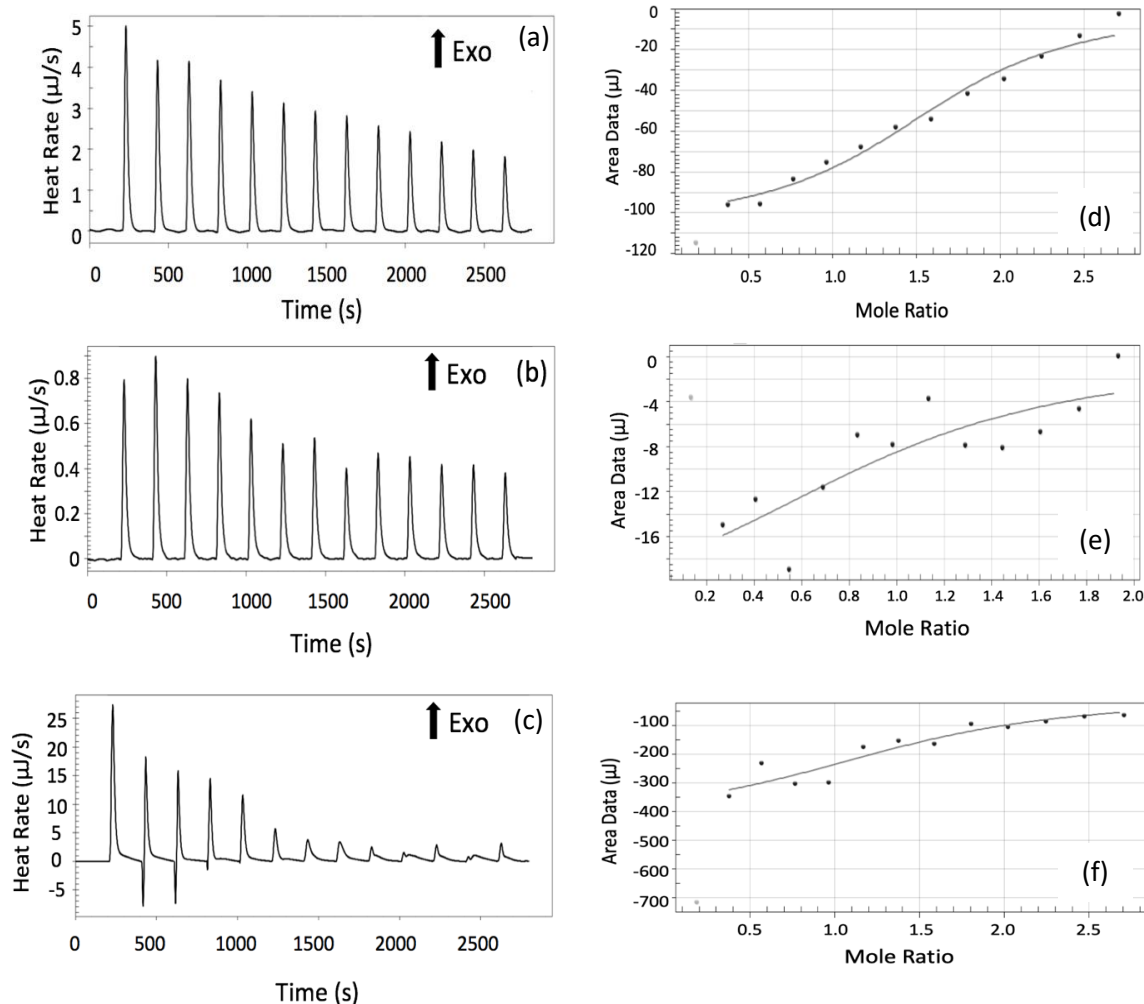 (a)
Exo
Heat Rate (µJ/s)
5
4
3
2
1
0
0 500 1000 1500 2000 2500
Time (s)
(d)
Area Data (µJ)
0
-20
-40
-60
-80
-100
-120
0.5 1.0 1.5 2.0 2.5
Mole Ratio
(b)
Exo
Heat Rate (µJ/s)
0.8
0.6
0.4
0.2
0
0 500 1000 1500 2000 2500
Time (s)
(e)
Area Data (µJ)
0
-4
-8
-12
-16
0.2 0.4 0.6 0.8 1.0 1.2 1.4 1.6 1.8 2.0
Mole Ratio
(c)
Exo
Heat Rate (µJ/s)
25
20
15
10
5
0
-5
0 500 1000 1500 2000 2500
Time (s)
(f)
Area Data (µJ)
-100
-200
-300
-400
-500
-600
-700
0.5 1.0 1.5 2.0 2.5
Mole Ratio